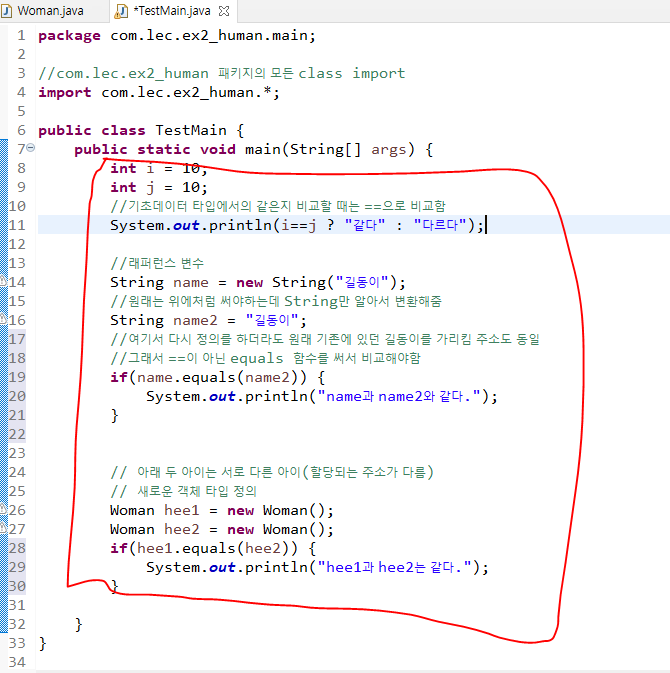 Woman.java *TestMain.java
1 package com.lec.ex2_human.main;
2
3 //com.lec.ex2_human 패키지의 모든 class import
4 import com.lec.ex2_human.*;
5
6 public class TestMain {
7 public static void main(String[] args) {
8 int i = 10;
9 int j = 10;
10 //기초데이터 타입에서의 같은지 비교할 때는 ==으로 비교함
11 System.out.println(i==j ? "같다" : "다르다");
12
13 //래퍼런스 변수
14 String name = new String("길동이");
15 //원래는 위에처럼 써야하는데 String만 알아서 변환해줌
16 String name2 = "길동이";
17 //여기서 다시 정의를 하더라도 원래 기존에 있던 길동이를 가리킴 주소도 동일
18 //그래서 ==이 아닌 equals 함수를 써서 비교해야함
19 if(name.equals(name2)) {
20 System.out.println("name과 name2와 같다.");
21 }
22
23
24 // 아래 두 아이는 서로 다른 아이(할당되는 주소가 다름)
25 // 새로운 객체 타입 정의
26 Woman hee1 = new Woman();
27 Woman hee2 = new Woman();
28 if(hee1.equals(hee2)) {
29 System.out.println("hee1과 hee2는 같다.");
30 }
31
32 }
33 }
34